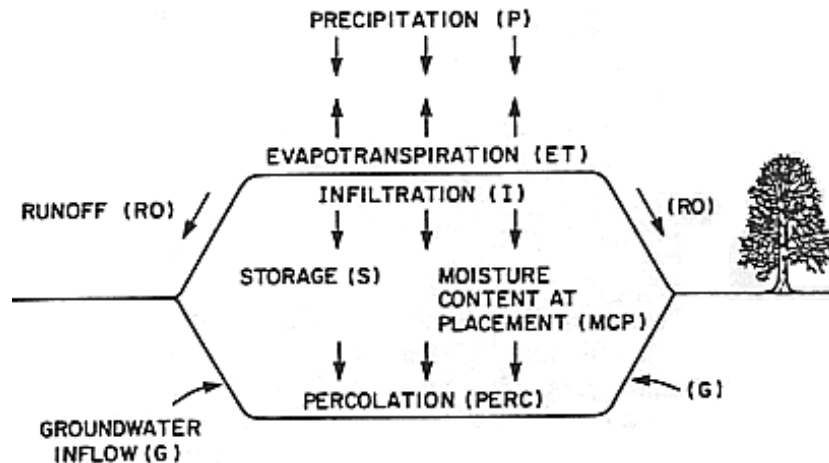 PRECIPITATION (P)
EVAPOTRANSPIRATION (ET)
INFILTRATION (I)
RUNOFF (RO)
(RO)
STORAGE (S)
MOISTURE
CONTENT AT
PLACEMENT (MCP)
PERCOLATION (PERC)
(G)
GROUNDWATER
INFLOW (G)